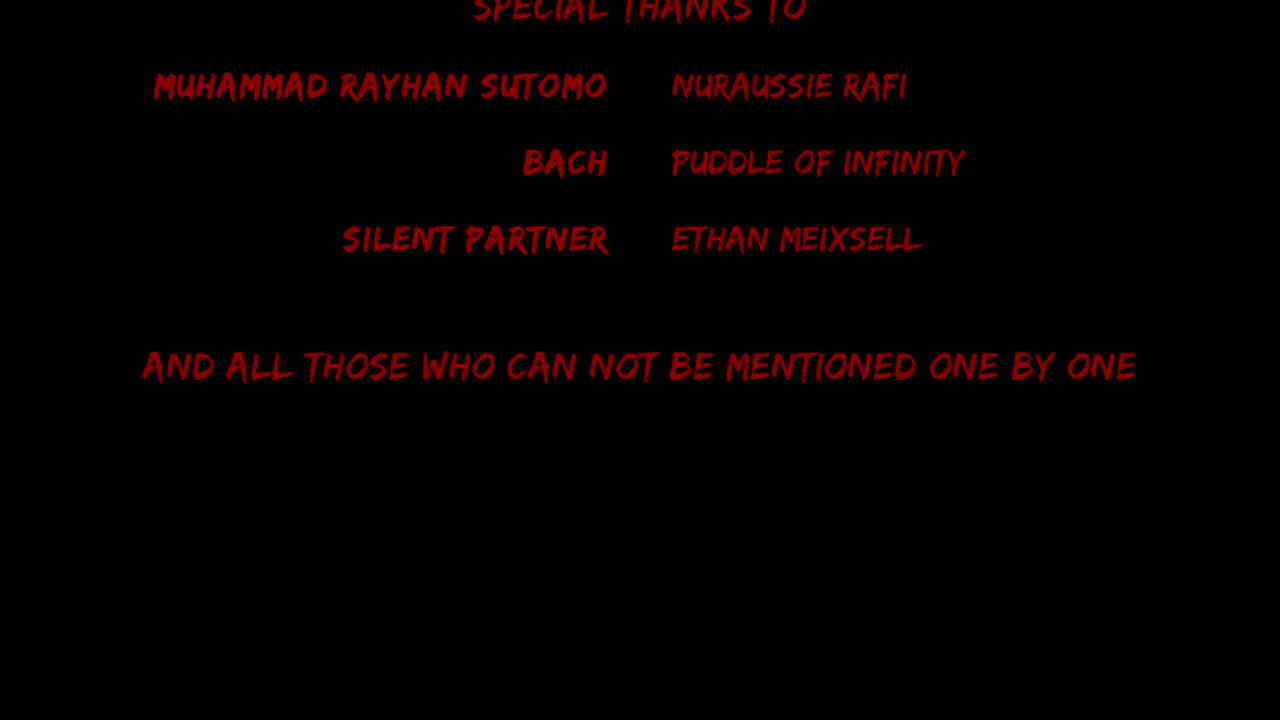 SPECIAL THANKS TO
MUHAMMAD RAYHAN SUTOMO NURAUSSIE RAFI
BACH PUDDLE OF INFINITY
SILENT PARTNER ETHAN MEIXSELL
AND ALL THOSE WHO CAN NOT BE MENTIONED ONE BY ONE